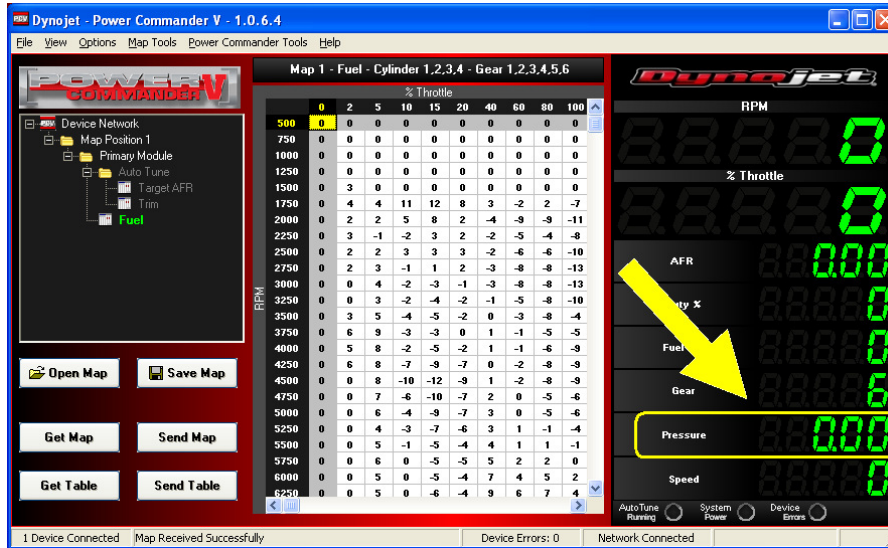 Dynojet - Power Commander V - 1.0.6.4
File View Options Map Tools Power Commander Tools Help
POWER COMMANDER V
Device Network
Map Position 1
Primary Module
Auto Tune
Target AFR
Trim
Fuel
Open Map Save Map
Get Map Send Map
Get Table Send Table
Map 1 - Fuel - Cylinder 1,2,3,4 - Gear 1,2,3,4,5,6
% Throttle
0 2 5 10 15 20 40 60 80 100
RPM
500 0 0 0 0 0 0 0 0 0 0
750 0 0 0 0 0 0 0 0 0 0
1000 0 0 0 0 0 0 0 0 0 0
1250 0 0 0 0 0 0 0 0 0 0
1500 0 3 0 0 0 0 0 0 0 0
1750 0 4 4 11 12 8 3 -2 2 -7
2000 0 2 2 5 8 2 -4 -9 -9 -11
2250 0 3 -1 -2 3 2 -2 -5 -4 -8
2500 0 2 2 3 3 3 -2 -6 -6 -10
2750 0 2 3 -1 1 2 -3 -8 -8 -13
3000 0 0 4 -2 -3 -1 -3 -8 -8 -13
3250 0 0 3 -2 -4 -2 -1 -5 -8 -10
3500 0 3 5 -4 -5 -2 0 -3 -8 -4
3750 0 6 9 -3 -3 0 1 -1 -5 -5
4000 0 5 8 -2 -5 -2 1 -1 -6 -9
4250 0 6 8 -7 -9 -7 0 -2 -8 -9
4500 0 0 8 -10 -12 -9 1 -2 -8 -9
4750 0 0 7 -6 -10 -7 2 0 -5 -6
5000 0 0 6 -4 -9 -7 3 0 -5 -6
5250 0 0 4 -3 -7 -6 3 1 -1 -4
5500 0 0 5 -1 -5 -4 4 1 1 -1
5750 0 0 6 0 -5 -5 5 2 2 0
6000 0 0 5 0 -5 -4 7 4 5 2
6250 0 0 5 0 -6 -4 9 6 7 4
Dynojet
RPM
0
% Throttle
0
AFR 0.00
%  0
Fuel 0
Gear 6
Pressure 0.00
Speed 0
AutoTune Running System Power Device Errors
1 Device Connected Map Received Successfully Device Errors: 0 Network Connected